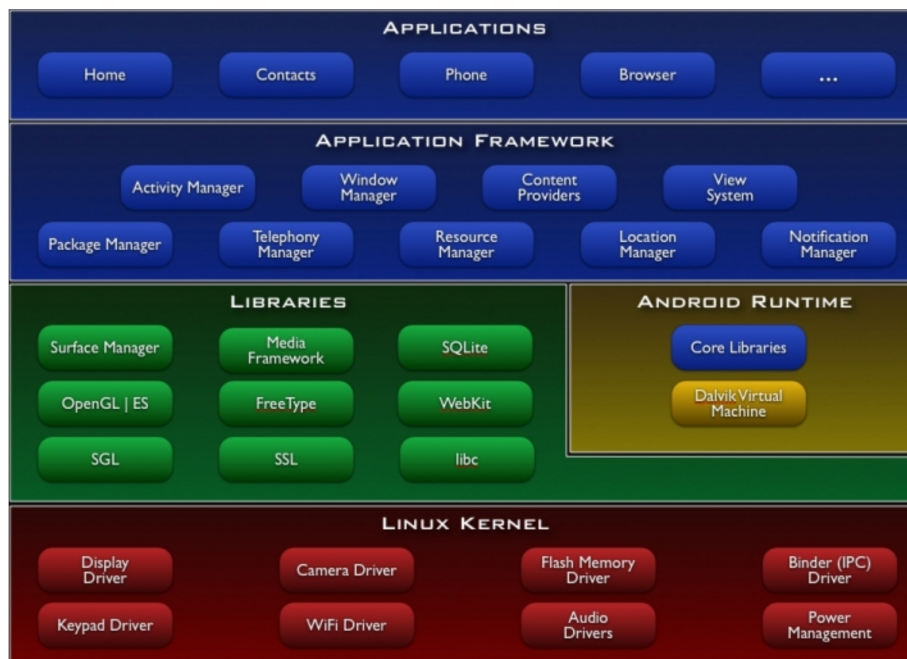 APPLICATIONS
Home
Contacts
Phone
Browser
...
APPLICATION FRAMEWORK
Activity Manager
Window
Manager
Content
Providers
View
System
Package Manager
Telephony
Manager
Resource
Manager
Location
Manager
Notification
Manager
LIBRARIES
Surface Manager
Media
Framework
SQLite
OpenGL | ES
FreeType
WebKit
SGL
SSL
libc
ANDROID RUNTIME
Core Libraries
Dalvik Virtual
Machine
LINUX KERNEL
Display
Driver
Camera Driver
Flash Memory
Driver
Binder (IPC)
Driver
Keypad Driver
WiFi Driver
Audio
Drivers
Power
Management